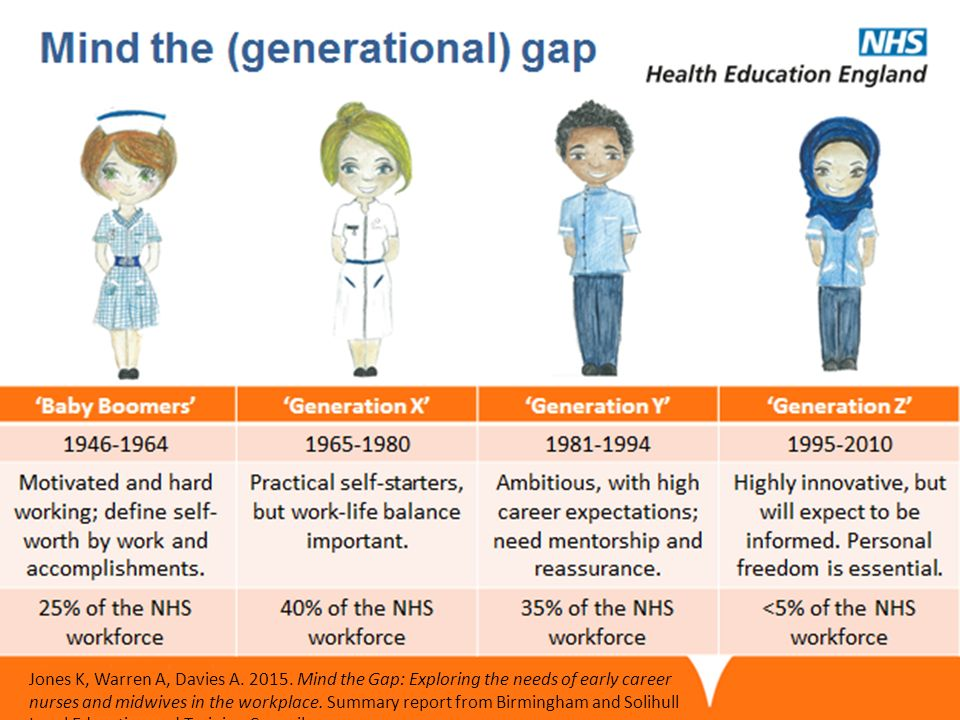 Mind the (generational) gap
NHS
Health Education England
‘Baby Boomers’
‘Generation X’
‘Generation Y’
‘Generation Z’
1946-1964
1965-1980
1981-1994
1995-2010
Motivated and hard
working; define self-
worth by work and
accomplishments.
Practical self-starters,
but work-life balance
important.
Ambitious, with high
career expectations;
need mentorship and
reassurance.
Highly innovative, but
will expect to be
informed. Personal
freedom is essential.
25% of the NHS
workforce
40% of the NHS
workforce
35% of the NHS
workforce
<5% of the NHS
workforce
Jones K, Warren A, Davies A. 2015. Mind the Gap: Exploring the needs of early career
nurses and midwives in the workplace. Summary report from Birmingham and Solihull
Local Education and Training Council